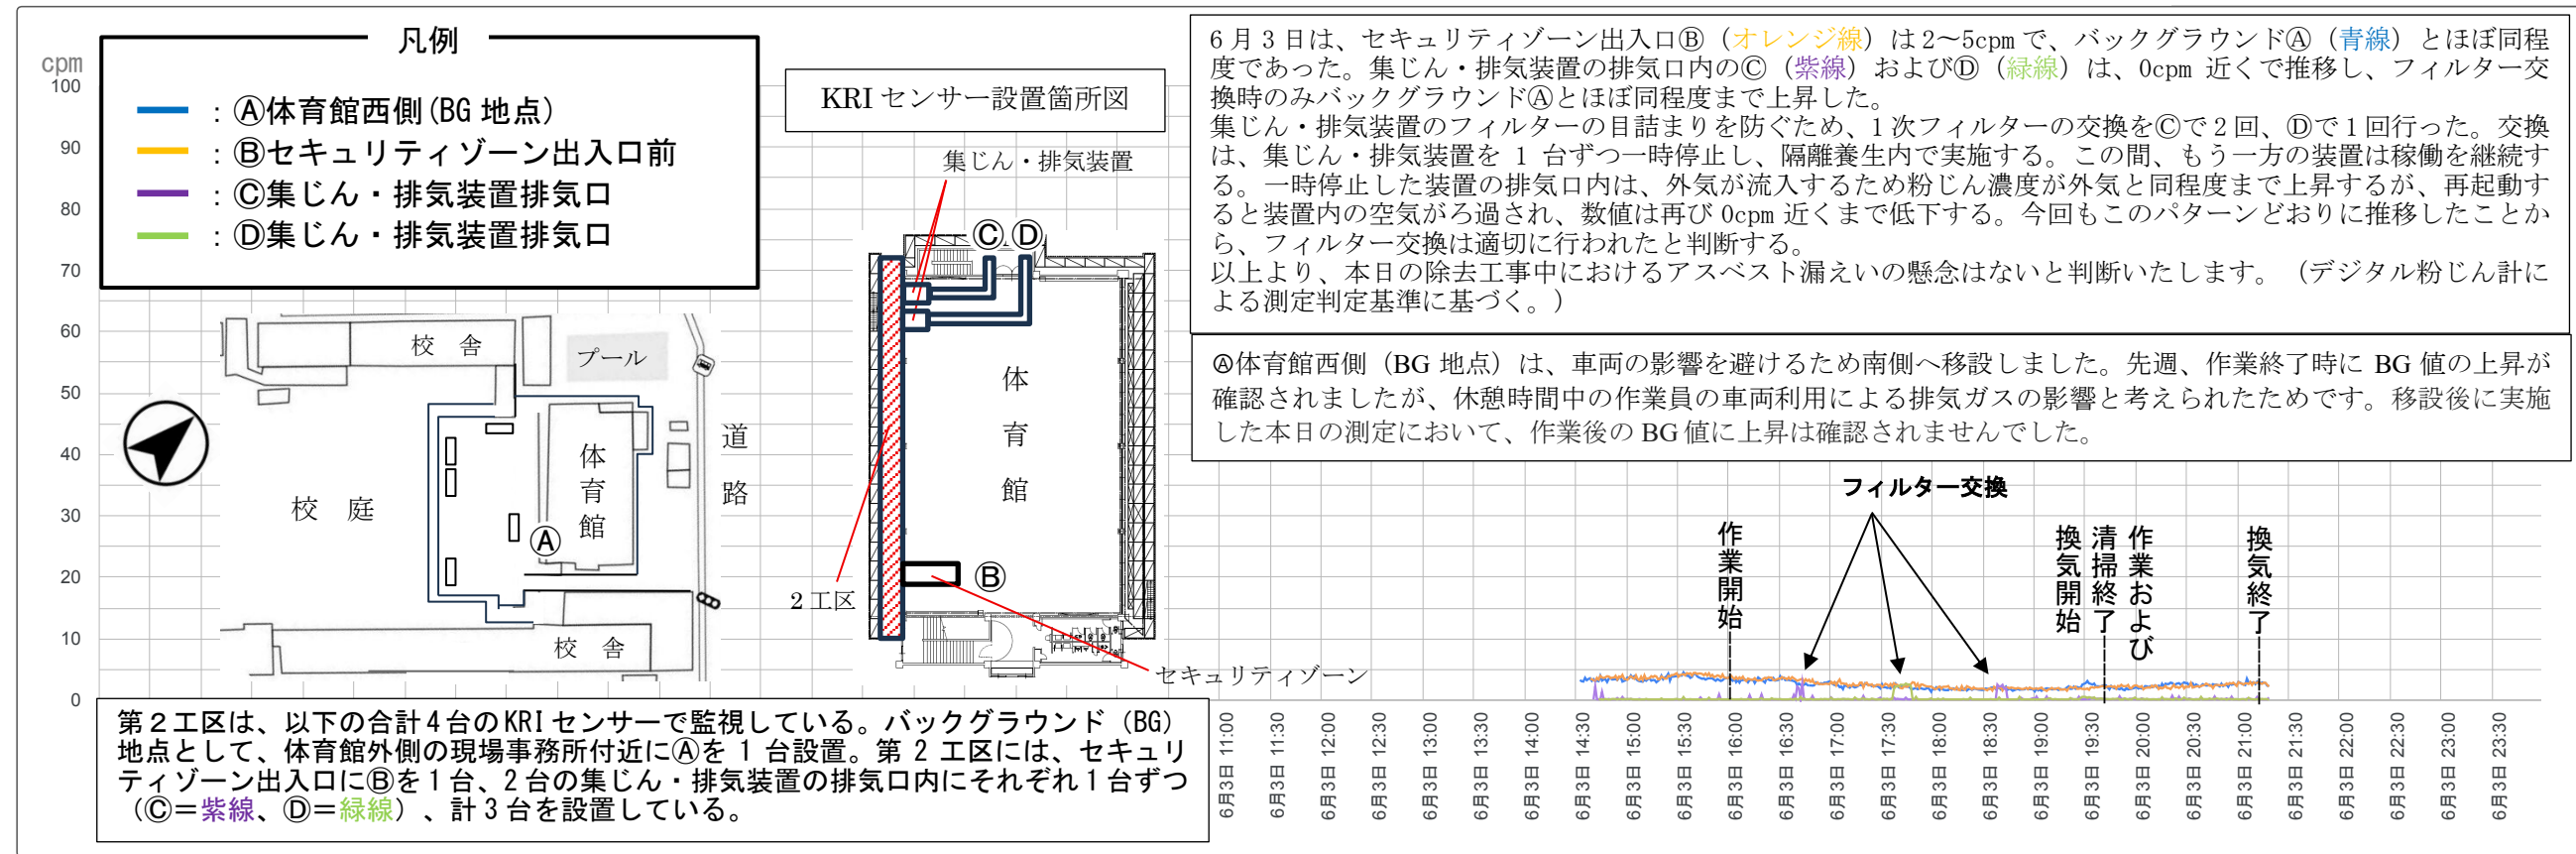 凡例
：Ⓐ体育館西側(BG 地点)
：Ⓑセキュリティゾーン出入口前
：Ⓒ集じん・排気装置排気口
：Ⓓ集じん・排気装置排気口
cpm
100
90
80
70
60
50
40
30
20
10
0
KRI センサー設置箇所図
集じん・排気装置
Ⓒ Ⓓ
体育館
Ⓑ
2 工区
セキュリティゾーン
校 舎
プール
体育館
道路
校 庭
Ⓐ
校 舎
6 月 3 日は、セキュリティゾーン出入口Ⓑ（オレンジ線）は 2～5cpm で、バックグラウンドⒶ（青線）とほぼ同程
度であった。集じん・排気装置の排気口内のⒸ（紫線）およびⒹ（緑線）は、0cpm 近くで推移し、フィルター交
換時のみバックグラウンドⒶとほぼ同程度まで上昇した。
集じん・排気装置のフィルターの目詰まりを防ぐため、1 次フィルターの交換をⒸで 2 回、Ⓓで 1 回行った。交換
は、集じん・排気装置を 1 台ずつ一時停止し、隔離養生内で実施する。この間、もう一方の装置は稼働を継続す
る。一時停止した装置の排気口内は、外気が流入するため粉じん濃度が外気と同程度まで上昇するが、再起動す
ると装置内の空気がろ過され、数値は再び 0cpm 近くまで低下する。今回もこのパターンどおりに推移したことか
ら、フィルター交換は適切に行われたと判断する。
以上より、本日の除去工事中におけるアスベスト漏えいの懸念はないと判断いたします。（デジタル粉じん計に
よる測定判定基準に基づく。）
Ⓐ体育館西側（BG 地点）は、車両の影響を避けるため南側へ移設しました。先週、作業終了時に BG 値の上昇が
確認されましたが、休憩時間中の作業員の車両利用による排気ガスの影響と考えられたためです。移設後に実施
した本日の測定において、作業後の BG 値に上昇は確認されませんでした。
フィルター交換
作業開始
換気開始
清掃終了
作業および
換気終了
第２工区は、以下の合計４台の KRI センサーで監視している。バックグラウンド（BG）
地点として、体育館外側の現場事務所付近にⒶを 1 台設置。第 2 工区には、セキュリ
ティゾーン出入口にⒷを 1 台、2 台の集じん・排気装置の排気口内にそれぞれ 1 台ずつ
（Ⓒ＝紫線、Ⓓ＝緑線）、計 3 台を設置している。
6月3日 11:00
6月3日 11:30
6月3日 12:00
6月3日 12:30
6月3日 13:00
6月3日 13:30
6月3日 14:00
6月3日 14:30
6月3日 15:00
6月3日 15:30
6月3日 16:00
6月3日 16:30
6月3日 17:00
6月3日 17:30
6月3日 18:00
6月3日 18:30
6月3日 19:00
6月3日 19:30
6月3日 20:00
6月3日 20:30
6月3日 21:00
6月3日 21:30
6月3日 22:00
6月3日 22:30
6月3日 23:00
6月3日 23:30